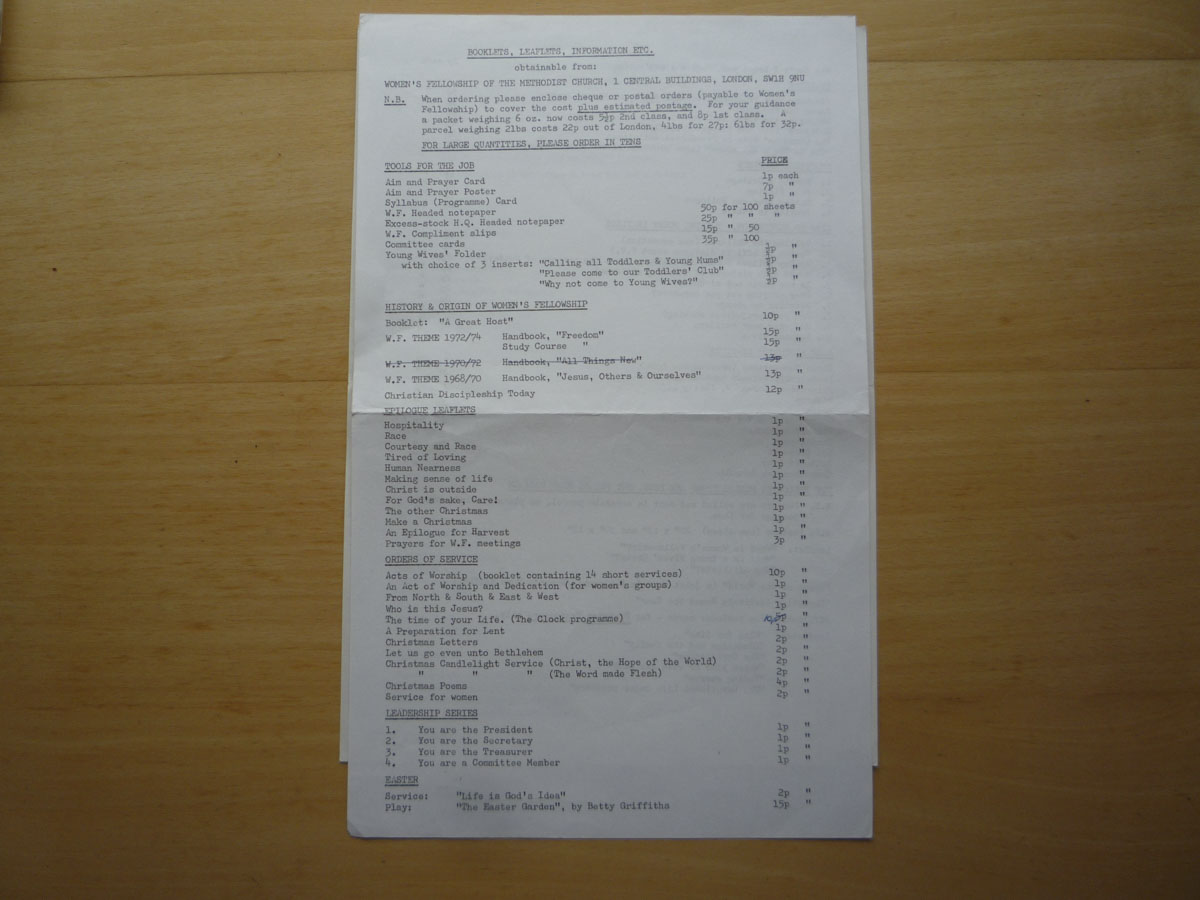 BOOKLETS, LEAFLETS, INFORMATION ETC.
obtainable from:
WOMEN'S FELLOWSHIP OF THE METHODIST CHURCH, 1 CENTRAL BUILDINGS, LONDON, SW1H 9NU
N.B. When ordering please enclose cheque or postal orders (payable to Women's
Fellowship) to cover the cost plus estimated postage. For your guidance
a packet weighing 6 oz. now costs 5½p 2nd class, and 8p 1st class. A
parcel weighing 2lbs costs 22p out of London, 4lbs for 27p: 6lbs for 32p.
FOR LARGE QUANTITIES, PLEASE ORDER IN TENS
TOOLS FOR THE JOB PRICE
Aim and Prayer Card 1p each
Aim and Prayer Poster 7p "
Syllabus (Programme) Card 1p "
W.F. Headed notepaper 50p for 100 sheets
Excess-stock H.Q. Headed notepaper 25p " " "
W.F. Compliment slips 15p " 50
Committee cards 35p " 100
Young Wives' Folder ½p "
with choice of 3 inserts: "Calling all Toddlers & Young Mums" ½p "
"Please come to our Toddlers' Club" ½p "
"Why not come to Young Wives?" ½p "
HISTORY & ORIGIN OF WOMEN'S FELLOWSHIP
Booklet: "A Great Host" 10p "
W.F. THEME 1972/74 Handbook, "Freedom" 15p "
Study Course " 15p "
W.F. THEME 1970/72 Handbook, "All Things New" 13p "
W.F. THEME 1968/70 Handbook, "Jesus, Others & Ourselves" 13p "
Christian Discipleship Today 12p "
EPILOGUE LEAFLETS
Hospitality 1p "
Race 1p "
Courtesy and Race 1p "
Tired of Loving 1p "
Human Nearness 1p "
Making sense of life 1p "
Christ is outside 1p "
For God's make, Care! 1p "
The other Christmas 1p "
Make a Christmas 1p "
An Epilogue for Harvest 1p "
Prayers for W.F. meetings 3p "
ORDERS OF SERVICE
Acts of Worship (booklet containing 14 short services) 10p "
An Act of Worship and Dedication (for women's groups) 1p "
From North & South & East & West 1p "
Who is this Jesus? 1p "
The time of your Life. (The Clock programme) 10p 5p "
A Preparation for Lent 1p "
Christmas Letters 2p "
Let us go even unto Bethlehem 2p "
Christmas Candlelight Service (Christ, the Hope of the World) 2p "
" " " (The Word made Flesh) 2p "
Christmas Poems 4p "
Service for women 2p "
LEADERSHIP SERIES
1. You are the President 1p "
2. You are the Secretary 1p "
3. You are the Treasurer 1p "
4. You are a Committee Member 1p "
EASTER
Service: "Life is God's Idea" 2p "
Play: "The Easter Garden", by Betty Griffiths 15p "